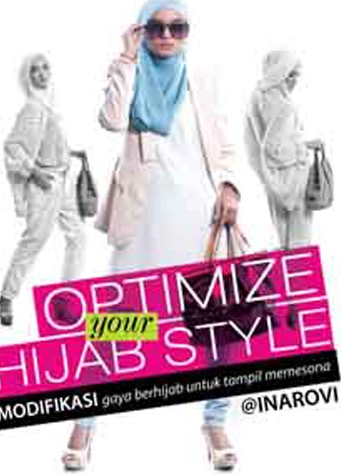 OPTIMIZE
your
HIJAB STYLE
MODIFIKASI gaya berhijab untuk tampil memesona
@INAROVI